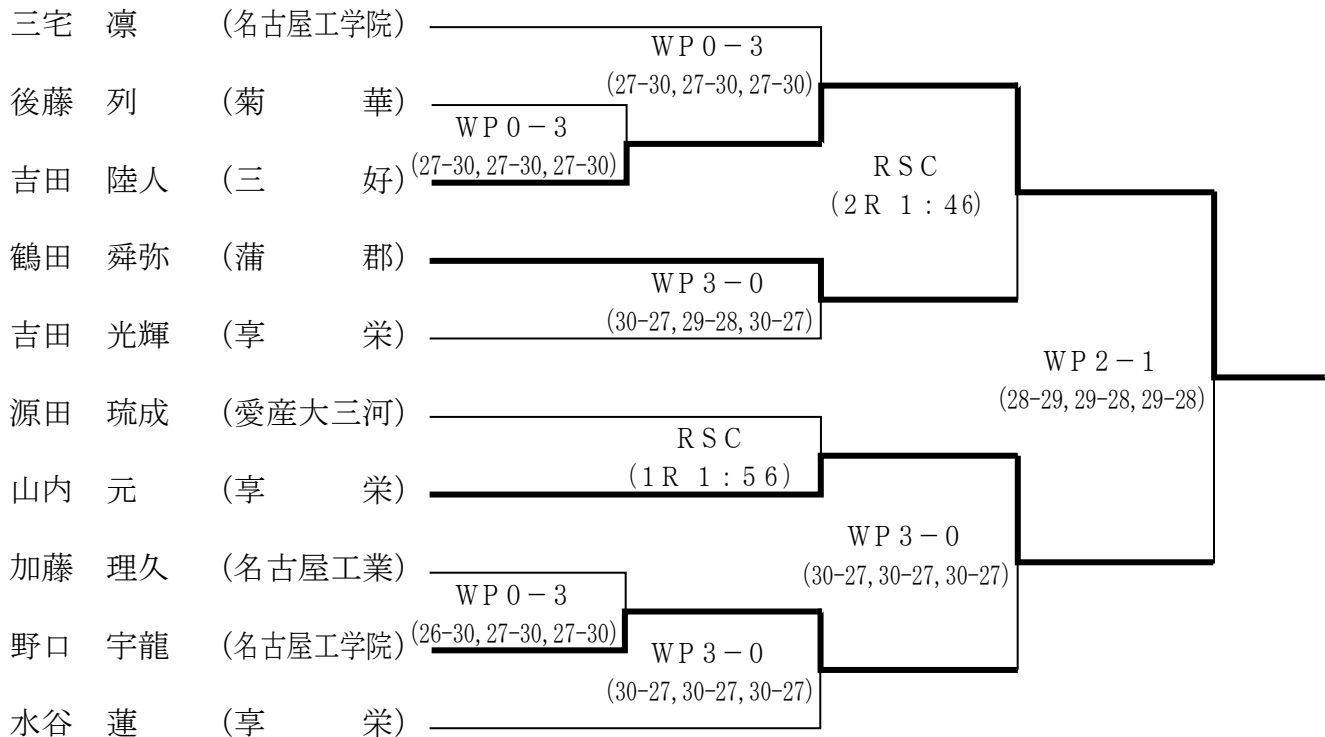 三宅 凛 (名古屋工学院)
WP0-3
(27-30, 27-30, 27-30)
後藤 列 (菊 華)
WP0-3
(27-30, 27-30, 27-30)
吉田 陸人 (三 好)
RSC
(2R 1:46)
鶴田 舜弥 (蒲 郡)
WP3-0
(30-27, 29-28, 30-27)
吉田 光輝 (享 栄)
WP2-1
(28-29, 29-28, 29-28)
源田 琉成 (愛産大三河)
RSC
(1R 1:56)
山内 元 (享 栄)
WP3-0
(30-27, 30-27, 30-27)
加藤 理久 (名古屋工業)
WP0-3
(26-30, 27-30, 27-30)
野口 宇龍 (名古屋工学院)
WP3-0
(30-27, 30-27, 30-27)
水谷 蓮 (享 栄)